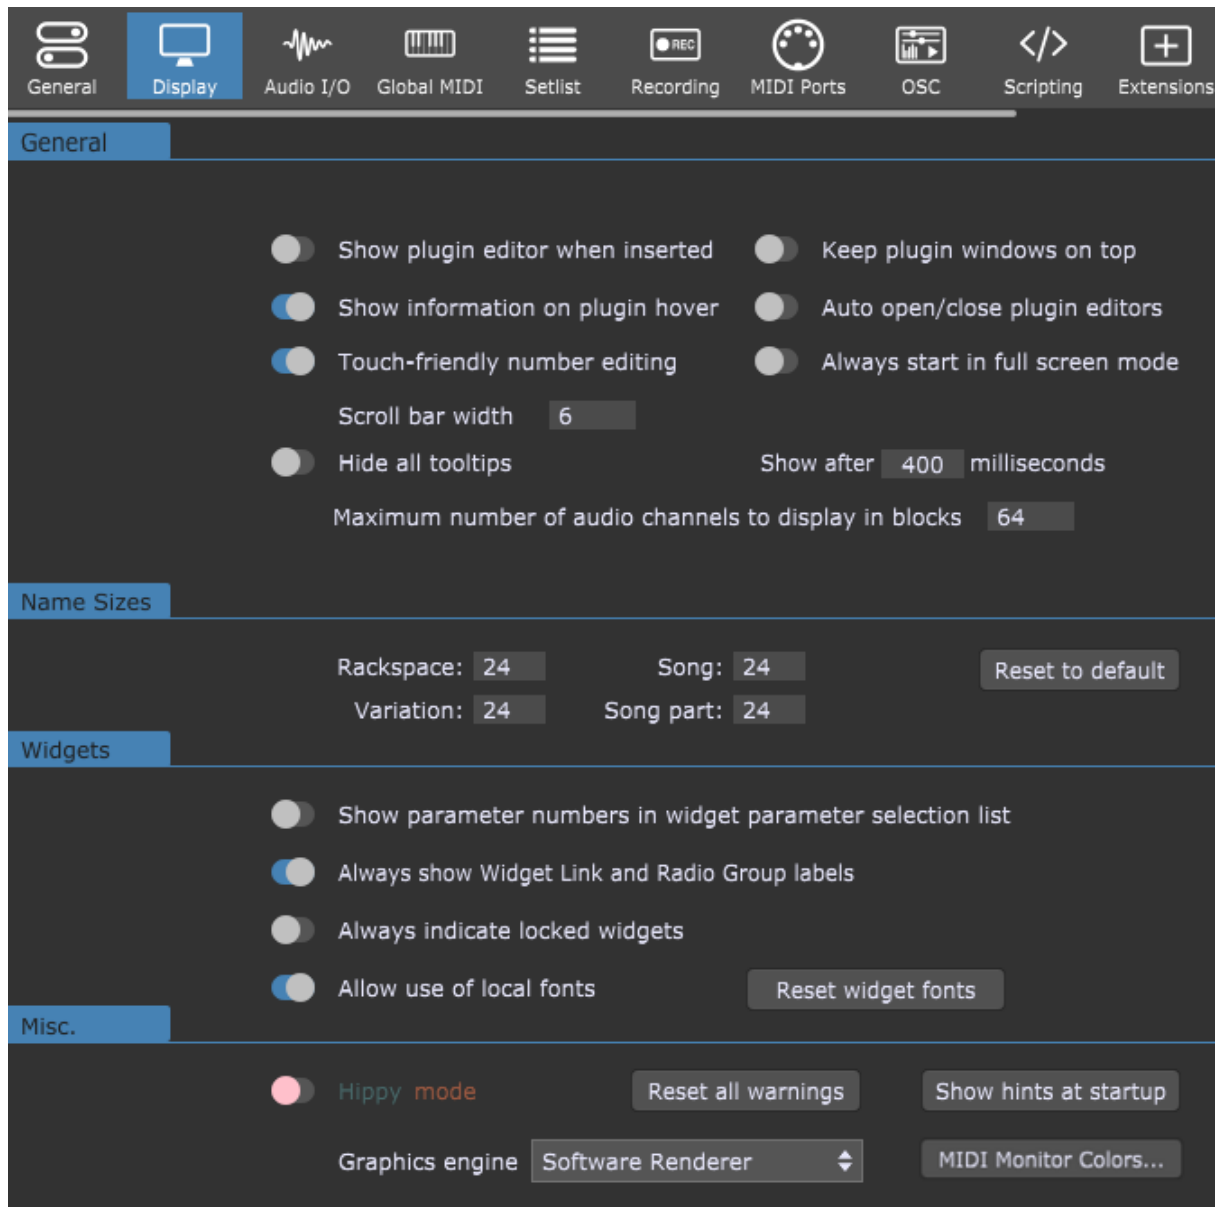 General Display Audio I/O Global MIDI Setlist REC Recording MIDI Ports OSC </> Scripting Extensions
General
Show plugin editor when inserted Keep plugin windows on top
Show information on plugin hover Auto open/close plugin editors
Touch-friendly number editing Always start in full screen mode
Scroll bar width 6
Hide all tooltips Show after 400 milliseconds
Maximum number of audio channels to display in blocks 64
Name Sizes
Rackspace: 24 Song: 24 Reset to default
Variation: 24 Song part: 24
Widgets
Show parameter numbers in widget parameter selection list
Always show Widget Link and Radio Group labels
Always indicate locked widgets
Allow use of local fonts Reset widget fonts
Misc.
Hippy mode Reset all warnings Show hints at startup
Graphics engine Software Renderer MIDI Monitor Colors...